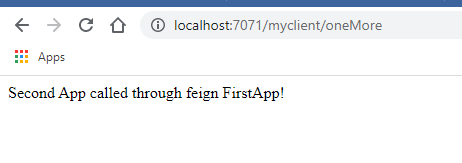 localhost:7071/myclient/oneMore
Apps
Second App called through feign FirstApp!